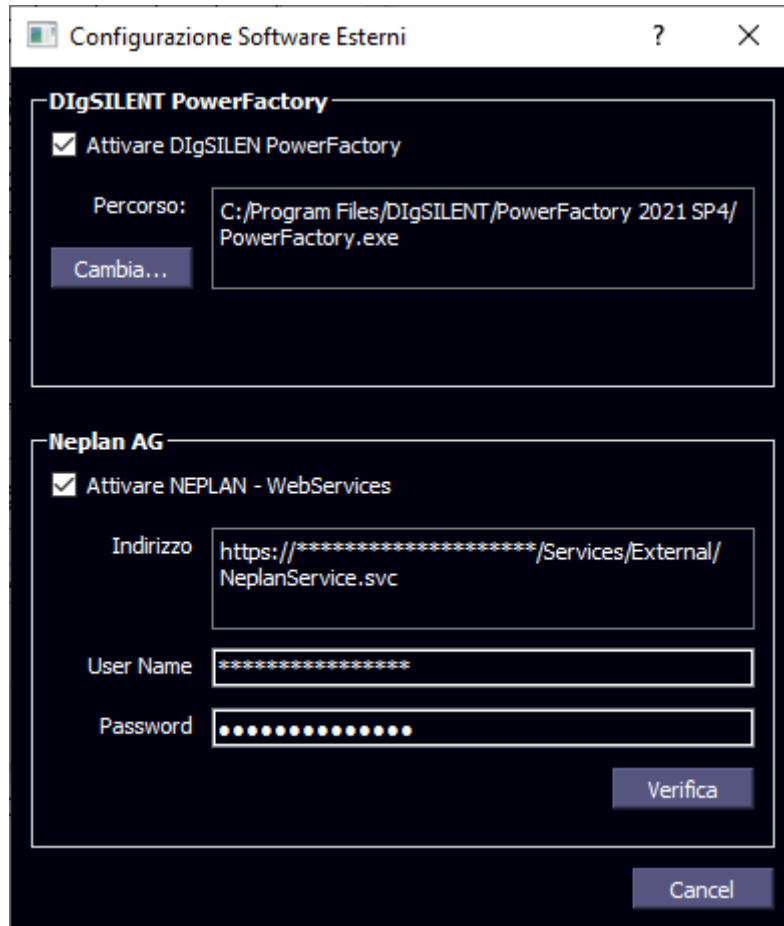 Configurazione Software Esterni
?
DIgSILENT PowerFactory
Attivare DIgSILEN PowerFactory
Percorso:
C:/Program Files/DIgSILENT/PowerFactory 2021 SP4/
PowerFactory.exe
Cambia...
Neplan AG
Attivare NEPLAN - WebServices
Indirizzo
https://********************/Services/External/
NeplanService.svc
User Name
****************
Password
●●●●●●●●●●●●●●
Verifica
Cancel